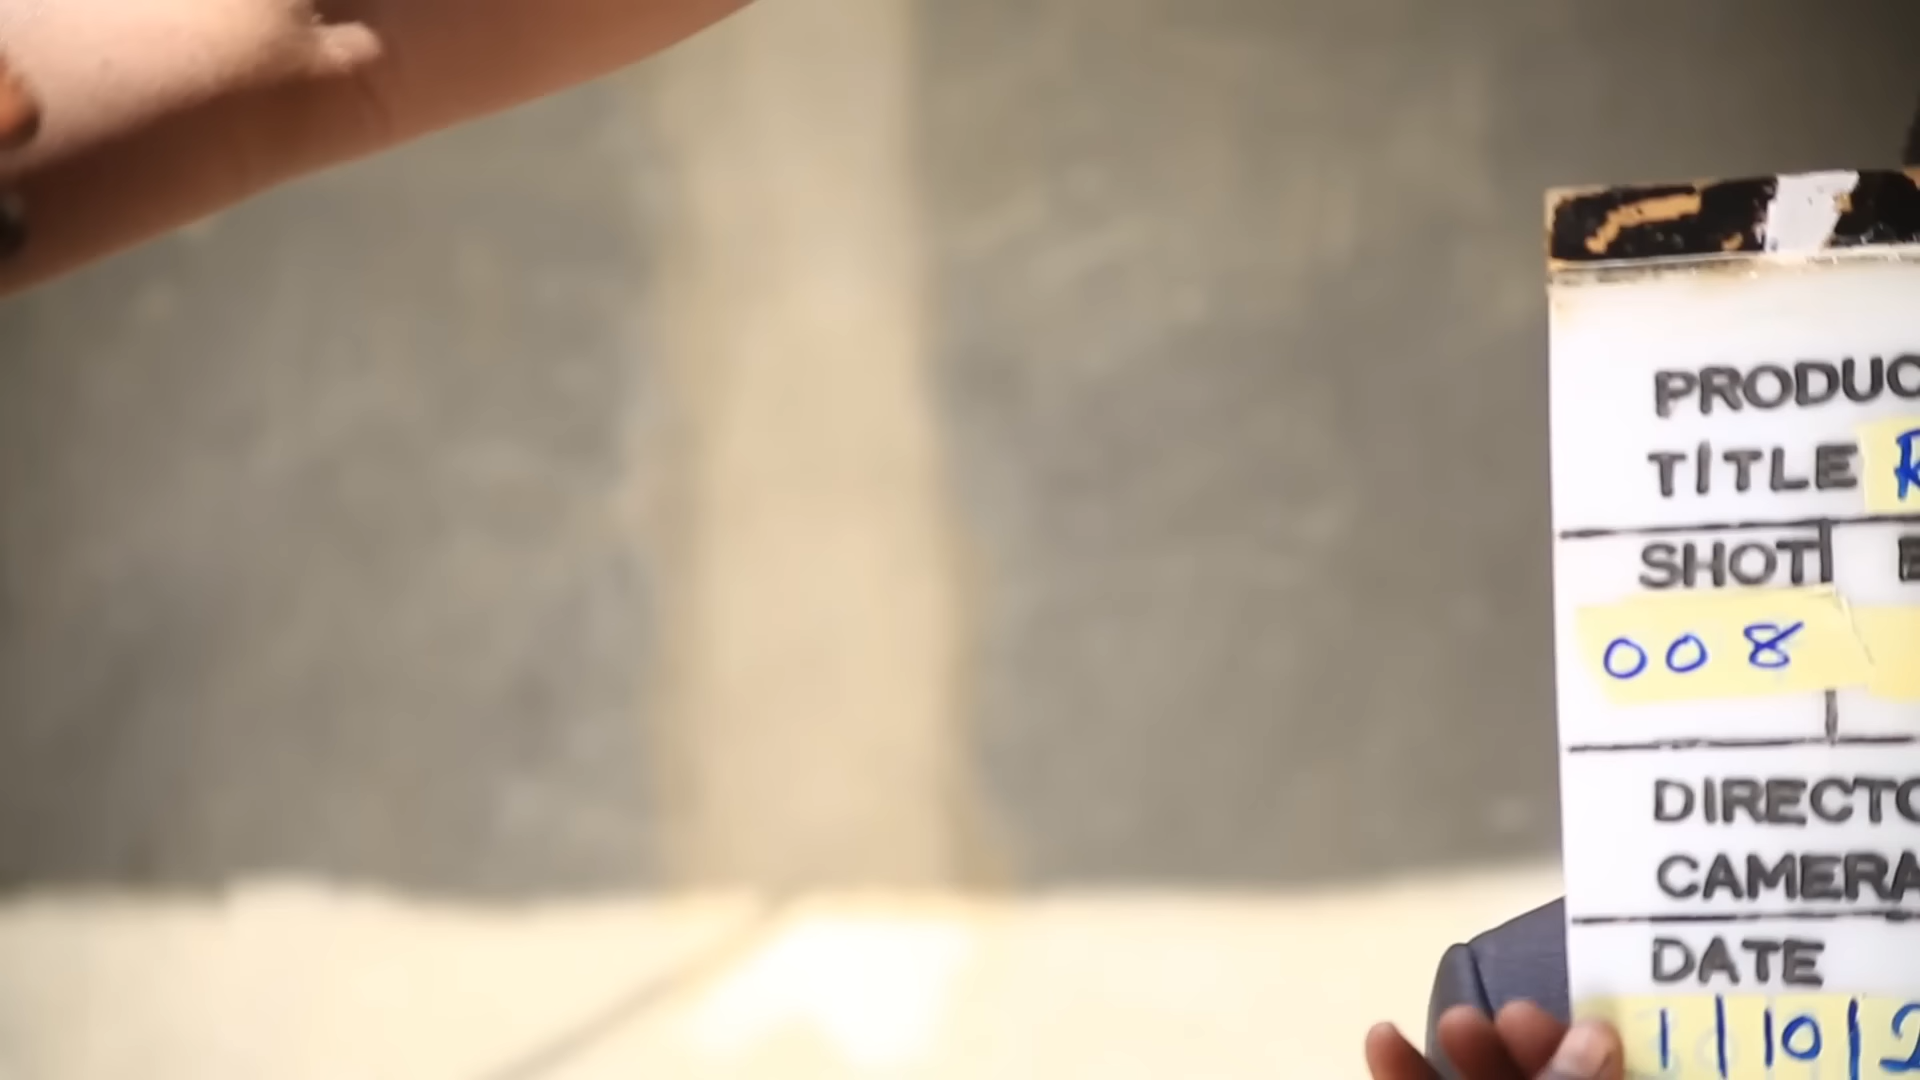 PRODUC
TITLE R
SHOT E
008
DIRECTO
CAMERA
DATE
1/10/2